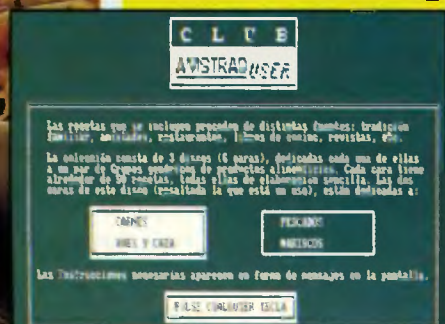 CLUB
AMSTRAD USER
Las recetas que se incluyen proceden de distintas fuentes: tradición
familiar, amistades, restaurantes, libros de cocina, revistas, etc.
La colección consta de 3 discos (6 caras), dedicadas cada una de ellas
a un par de Grupos genéricos de productos alimenticios. Cada cara tiene
alrededor de 50 recetas, todas ellas de elaboración sencilla. Las dos
caras de este disco (resaltada la que está en uso), están dedicadas a:
CARNES
AVES Y CAZA
PESCADOS
MARISCOS
Las Instrucciones necesarias aparecen en forma de mensajes en la pantalla.
PULSE CUALQUIER TECLA